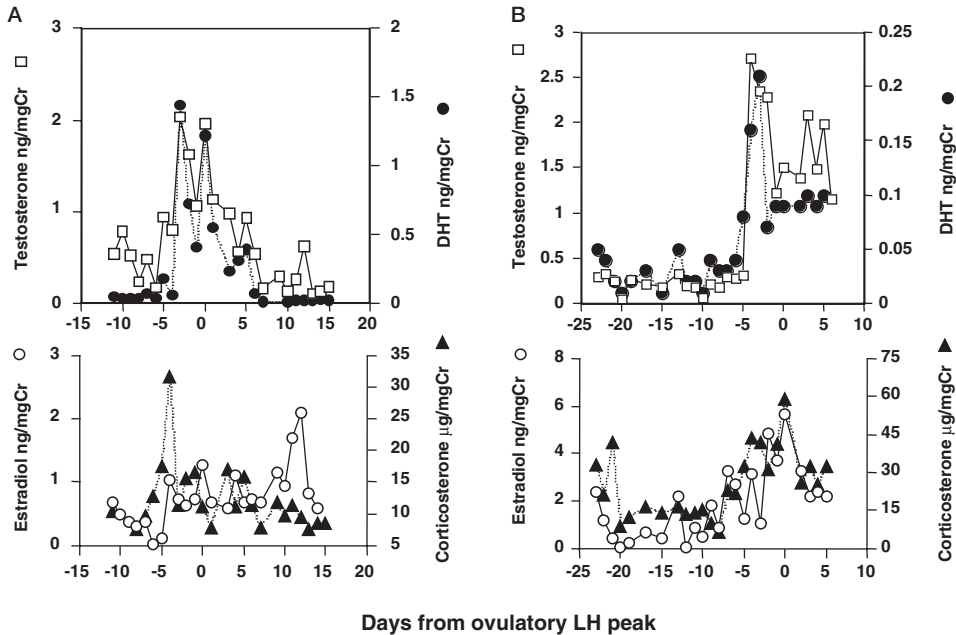 A
Testosterone ng/mgCr
3
2
1
0
2
1.5
1
0.5
0
DHT ng/mgCr
-15 -10 -5 0 5 10 15 20
B
Testosterone ng/mgCr
3
2.5
2
1.5
1
0.5
0
0.25
0.2
0.15
0.1
0.05
0
DHT ng/mgCr
-25 -20 -15 -10 -5 0 5 10
Estradiol ng/mgCr
3
2
1
0
35
30
25
20
15
10
5
Corticosterone μg/mgCr
-15 -10 -5 0 5 10 15 20
Estradiol ng/mgCr
8
6
4
2
0
75
60
45
30
15
0
Corticosterone μg/mgCr
-25 -20 -15 -10 -5 0 5 10
Days from ovulatory LH peak